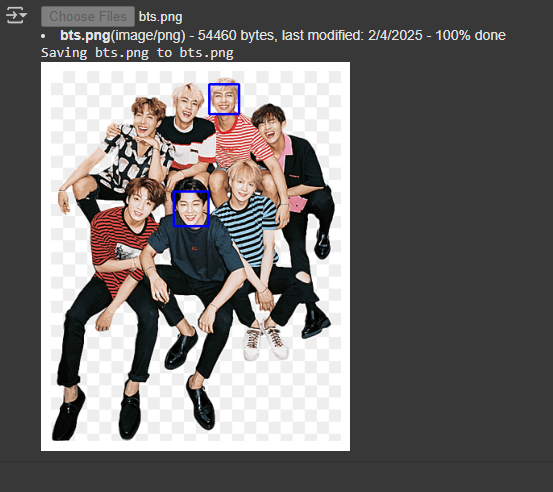 Choose Files bts.png
• bts.png(image/png) - 54460 bytes, last modified: 2/4/2025 - 100% done
Saving bts.png to bts.png